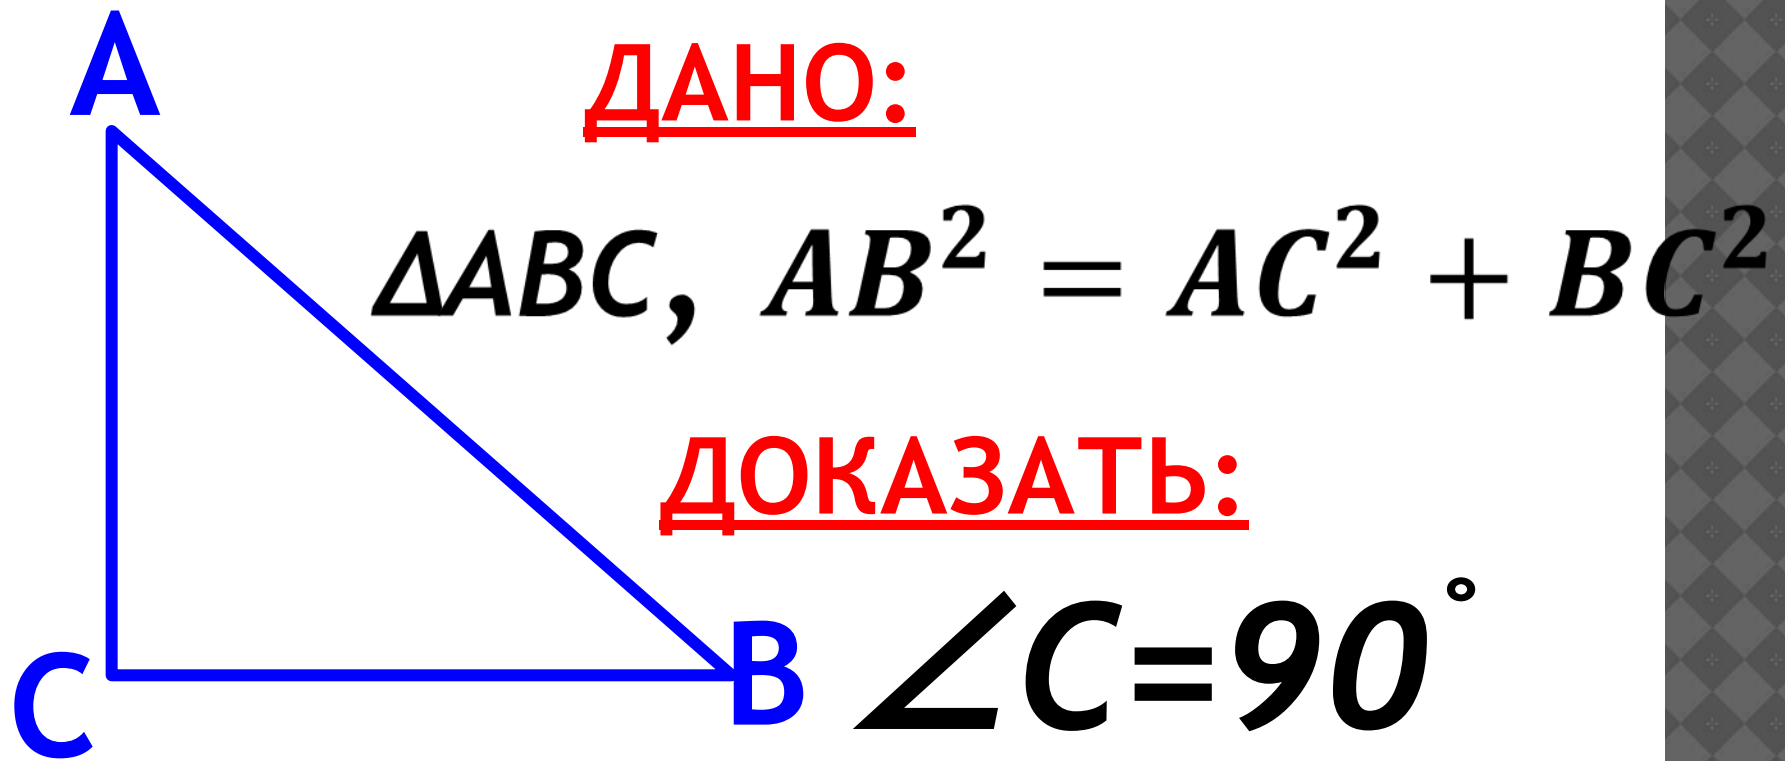 A
ДАНО:
ΔABC, AB² = AC² + BC²
ДОКАЗАТЬ:
C
B
∠C=90°